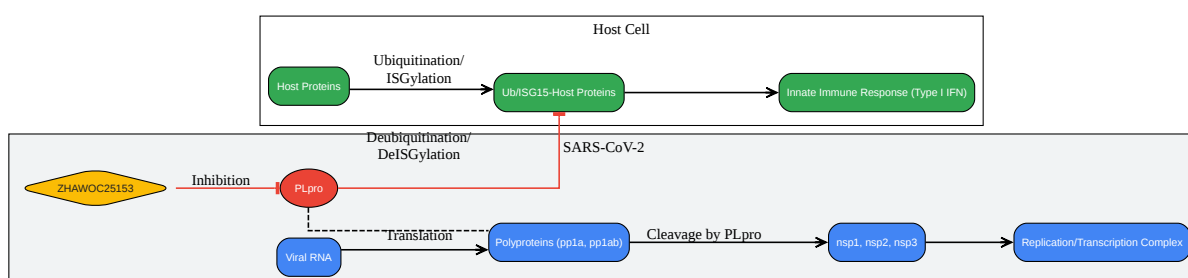 Host Cell
Ubiquitination/
ISGylation
Host Proteins
Ub/ISG15-Host Proteins
Innate Immune Response (Type I IFN)
Deubiquitination/
DeISGylation
SARS-CoV-2
ZHAWOC25153
Inhibition
PLpro
Translation
Viral RNA
Polyproteins (pp1a, pp1ab)
Cleavage by PLpro
nsp1, nsp2, nsp3
Replication/Transcription Complex